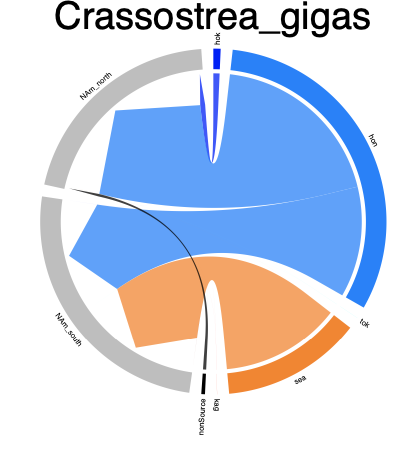 Crassostrea_gigas
hok
NAm_north
hon
tok
NAm_south
sea
kag
nonSource